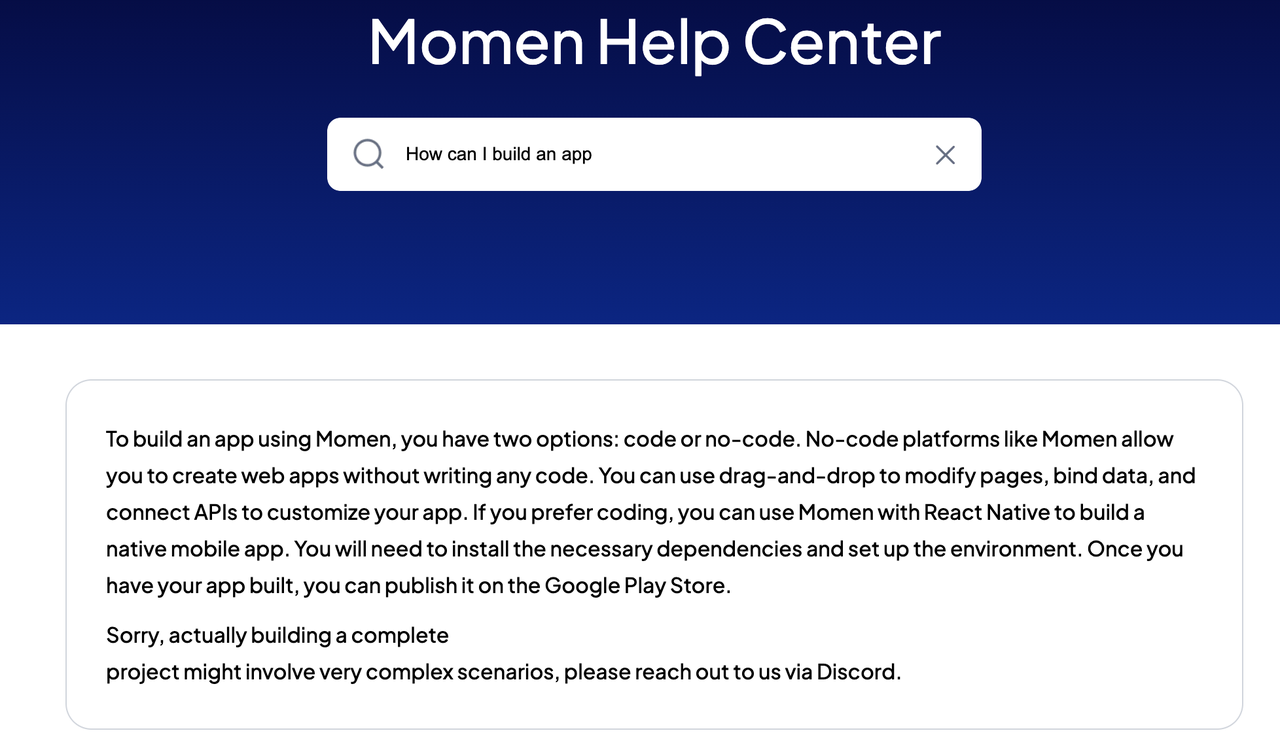 Momen Help Center
How can I build an app
To build an app using Momen, you have two options: code or no-code. No-code platforms like Momen allow
you to create web apps without writing any code. You can use drag-and-drop to modify pages, bind data, and
connect APIs to customize your app. If you prefer coding, you can use Momen with React Native to build a
native mobile app. You will need to install the necessary dependencies and set up the environment. Once you
have your app built, you can publish it on the Google Play Store.
Sorry, actually building a complete
project might involve very complex scenarios, please reach out to us via Discord.